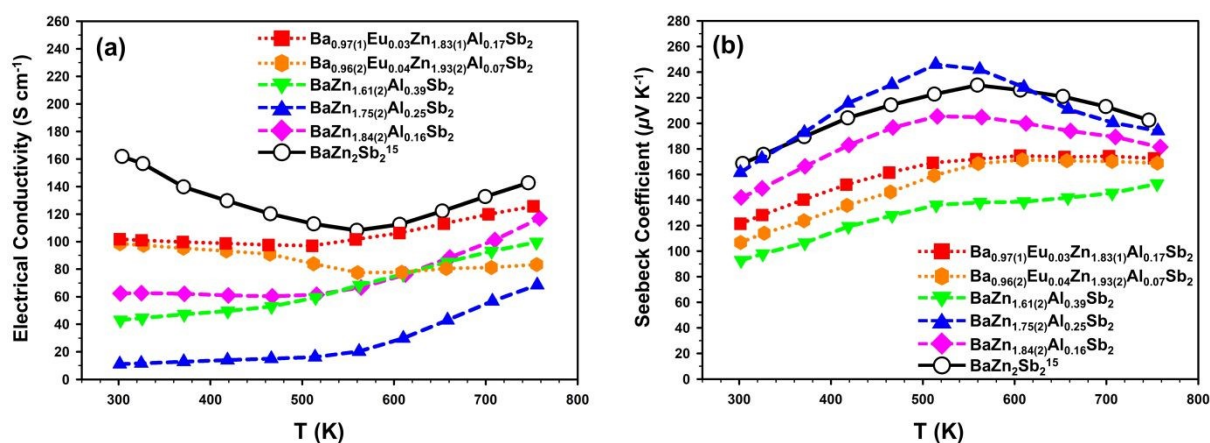 (a)
Electrical Conductivity (S cm⁻¹)
260
240
220
200
180
160
140
120
100
80
60
40
20
0
Ba₀.₉₇₍₁₎Eu₀.₀₃Zn₁.₈₃₍₁₎Al₀.₁₇Sb₂
Ba₀.₉₆₍₂₎Eu₀.₀₄Zn₁.₉₃₍₂₎Al₀.₀₇Sb₂
BaZn₁.₆₁₍₂₎Al₀.₃₉Sb₂
BaZn₁.₇₅₍₂₎Al₀.₂₅Sb₂
BaZn₁.₈₄₍₂₎Al₀.₁₆Sb₂
BaZn₂Sb₂¹⁵
300 400 500 600 700 800
T (K)
(b)
Seebeck Coefficient (µV K⁻¹)
280
260
240
220
200
180
160
140
120
100
80
60
40
20
0
Ba₀.₉₇₍₁₎Eu₀.₀₃Zn₁.₈₃₍₁₎Al₀.₁₇Sb₂
Ba₀.₉₆₍₂₎Eu₀.₀₄Zn₁.₉₃₍₂₎Al₀.₀₇Sb₂
BaZn₁.₆₁₍₂₎Al₀.₃₉Sb₂
BaZn₁.₇₅₍₂₎Al₀.₂₅Sb₂
BaZn₁.₈₄₍₂₎Al₀.₁₆Sb₂
BaZn₂Sb₂¹⁵
300 400 500 600 700 800
T (K)